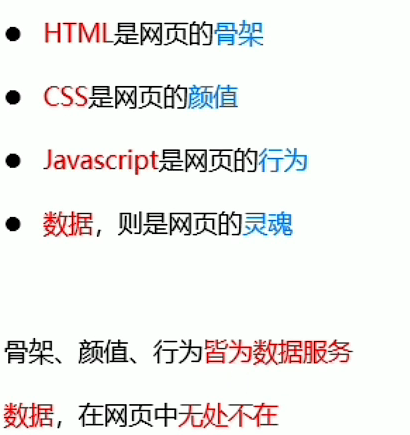 ● HTML是网页的骨架
● CSS是网页的颜值
● Javascript是网页的行为
● 数据，则是网页的灵魂
骨架、颜值、行为皆为数据服务
数据，在网页中无处不在